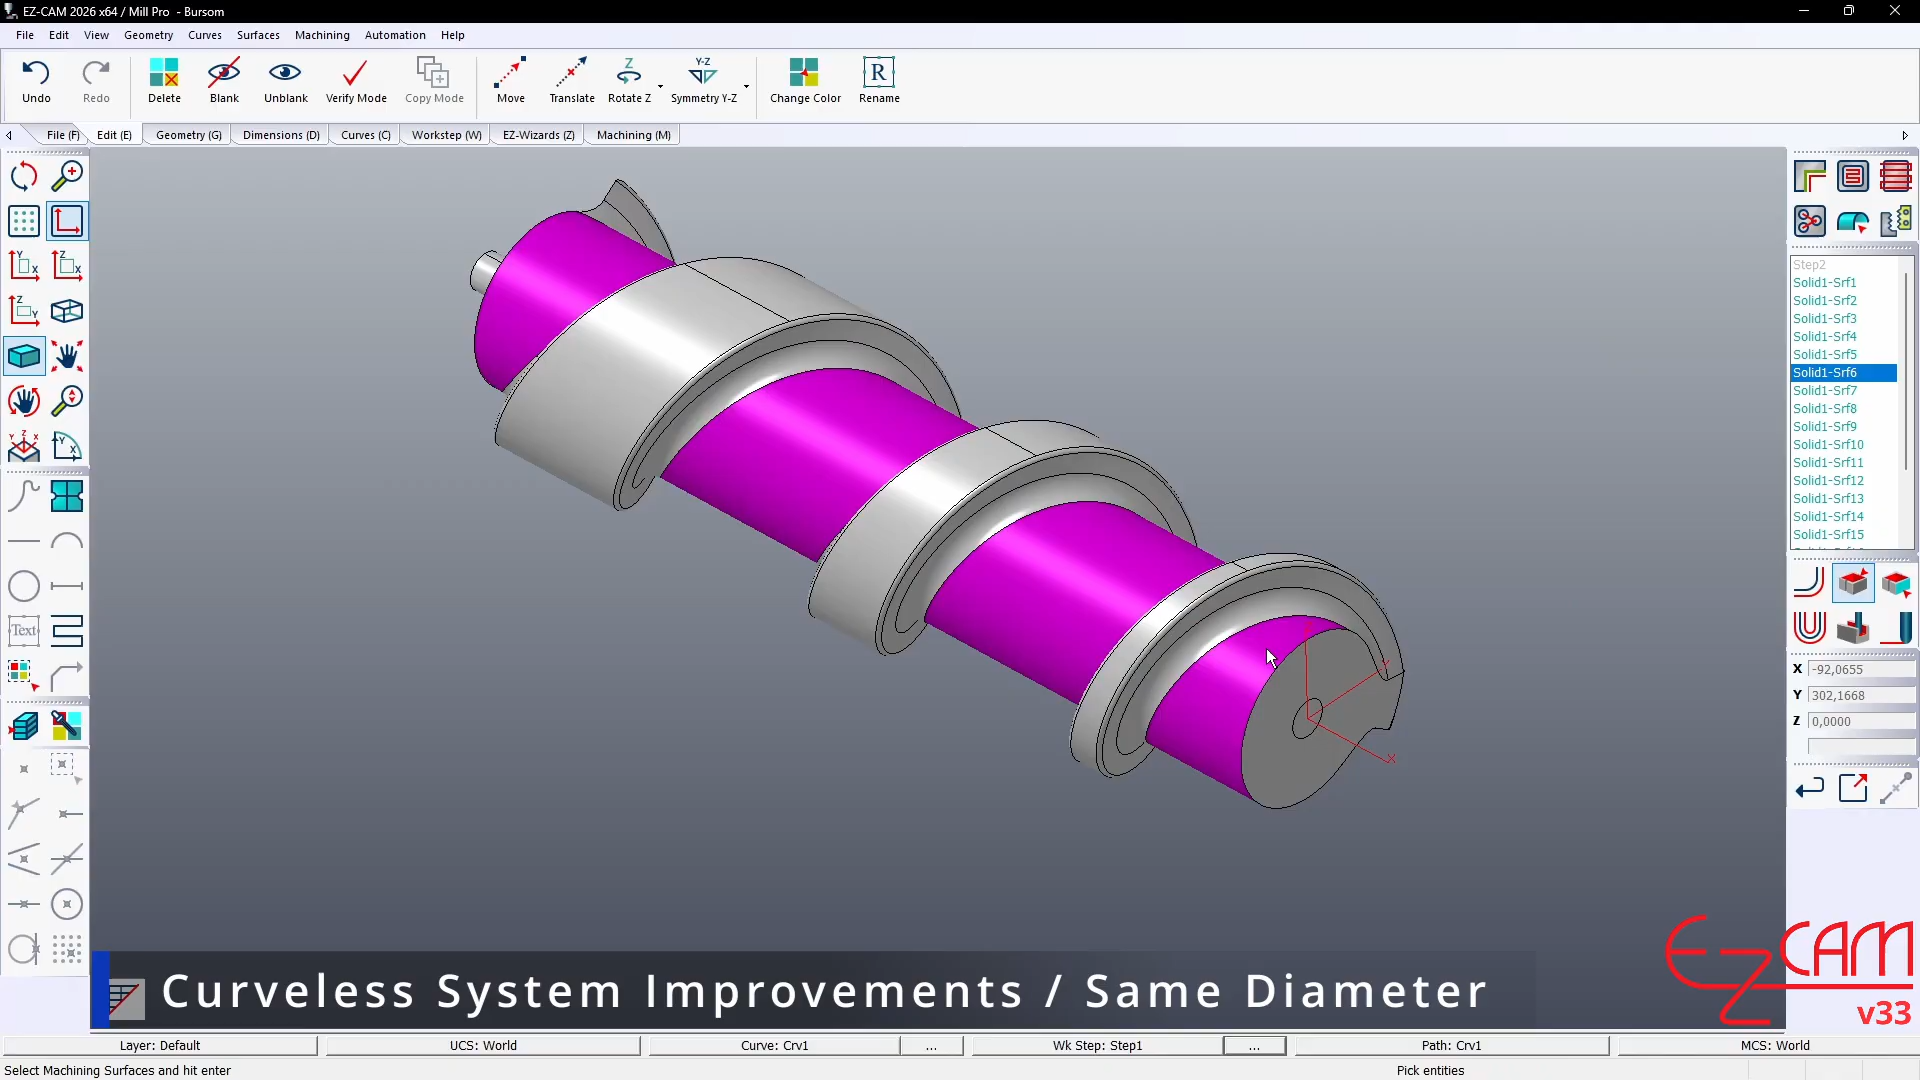 EZ-CAM 2026 x64 / Mill Pro - Bursom
File Edit View Geometry Curves Surfaces Machining Automation Help
Undo Redo Delete Blank Unblank Verify Mode Copy Mode Move Translate Rotate Z Symmetry Y-Z Change Color Rename
File (F) Edit (E) Geometry (G) Dimensions (D) Curves (C) Workstep (W) EZ-Wizards (Z) Machining (M)
Step2
Solid1-Srf1
Solid1-Srf2
Solid1-Srf3
Solid1-Srf4
Solid1-Srf5
Solid1-Srf6
Solid1-Srf7
Solid1-Srf8
Solid1-Srf9
Solid1-Srf10
Solid1-Srf11
Solid1-Srf12
Solid1-Srf13
Solid1-Srf14
Solid1-Srf15
Text
X -92,0655
Y 302,1668
Z 0,0000
Curveless System Improvements / Same Diameter
EZCAM
v33
Layer: Default UCS: World Curve: Crv1 ... Wk Step: Step1 ... Path: Crv1 MCS: World
Select Machining Surfaces and hit enter Pick entities